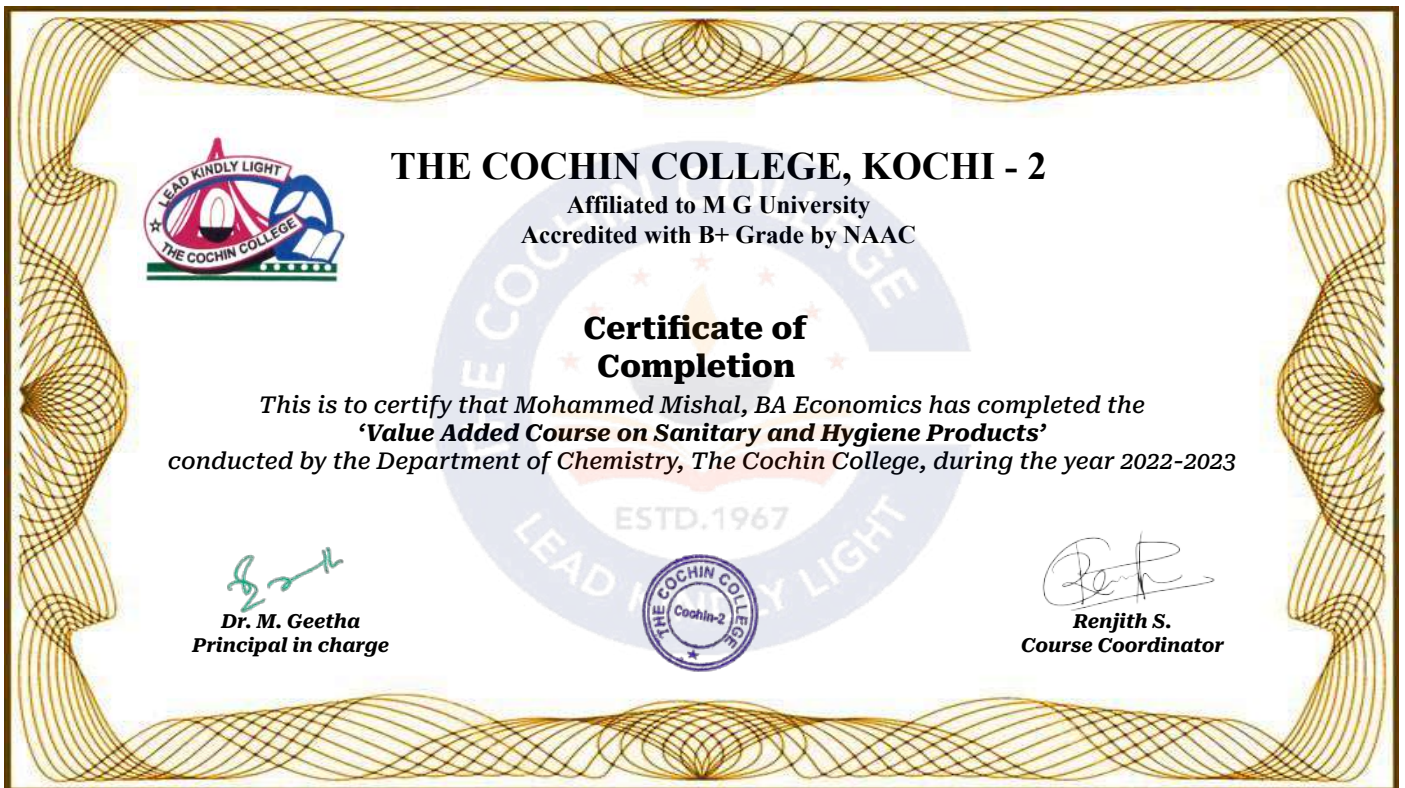 LEAD KINDLY LIGHT
THE COCHIN COLLEGE
THE COCHIN COLLEGE, KOCHI - 2
Affiliated to M G University
Accredited with B+ Grade by NAAC
THE COCHIN COLLEGE
Certificate of
Completion
This is to certify that Mohammed Mishal, BA Economics has completed the
‘Value Added Course on Sanitary and Hygiene Products’
conducted by the Department of Chemistry, The Cochin College, during the year 2022-2023
ESTD.1967
LEAD KINDLY LIGHT
THE COCHIN COLLEGE
Cochin-2
Dr. M. Geetha
Principal in charge
Renjith S.
Course Coordinator